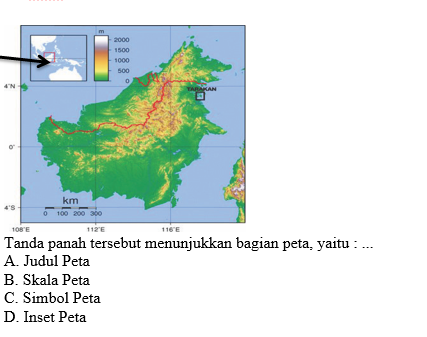 m
2000
1500
1000
500
0
4°N
TARAKAN
0°
km
0 100 200 300
4°S
108°E 112°E 116°E
Tanda panah tersebut menunjukkan bagian peta, yaitu : ...
A. Judul Peta
B. Skala Peta
C. Simbol Peta
D. Inset Peta